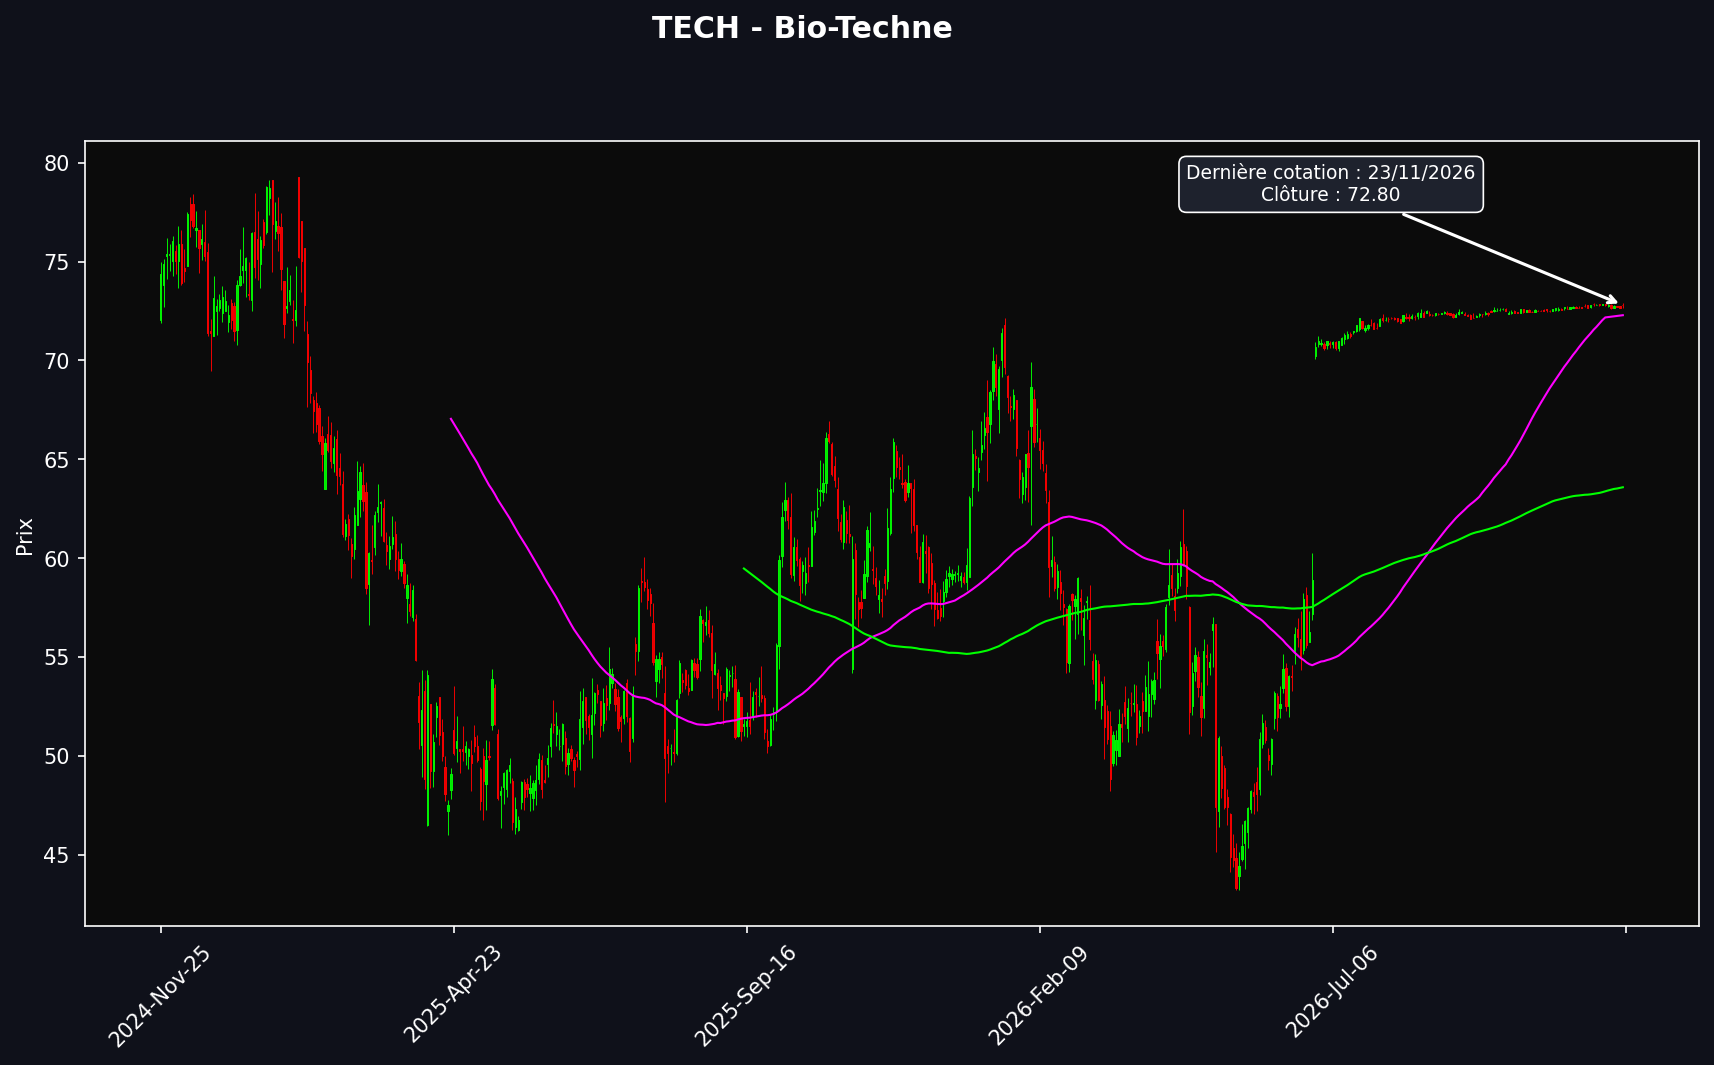 TECH - Bio-Techne
Dernière cotation : 23/11/2026
Clôture : 72.80
80
75
70
65
60
55
50
45
Prix
2024-Nov-25
2025-Apr-23
2025-Sep-16
2026-Feb-09
2026-Jul-06